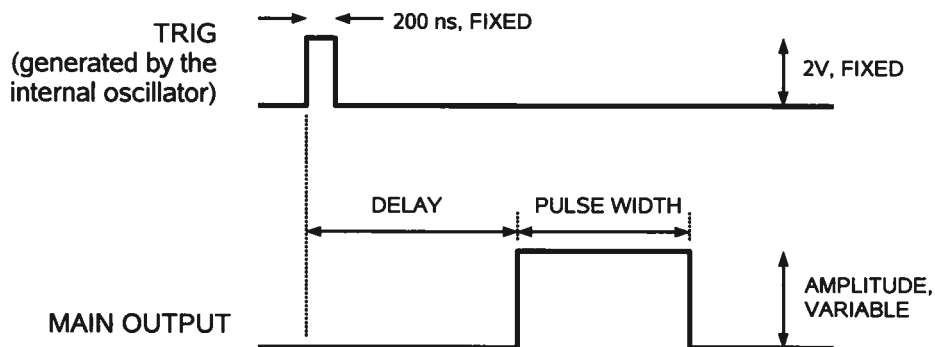 200 ns, FIXED
TRIG
(generated by the
internal oscillator)
2V, FIXED
DELAY
PULSE WIDTH
AMPLITUDE,
VARIABLE
MAIN OUTPUT